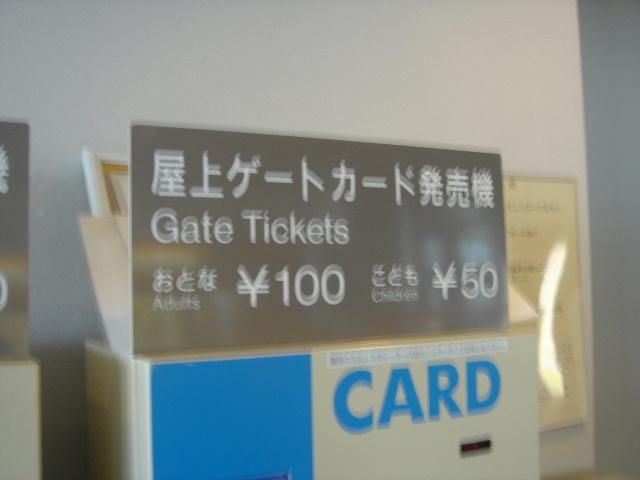 屋上ゲートカード発売機
Gate Tickets
おとな ¥100 こども ¥50
Adults Children
CARD